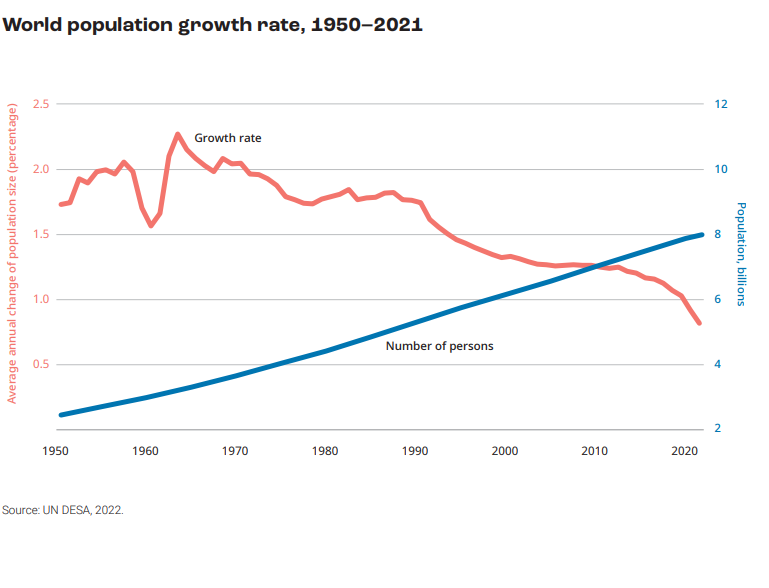 World population growth rate, 1950–2021
Average annual change of population size (percentage)
2.5
2.0
1.5
1.0
0.5
Growth rate
Number of persons
12
10
8
6
4
2
Population, billions
1950 1960 1970 1980 1990 2000 2010 2020
Source: UN DESA, 2022.